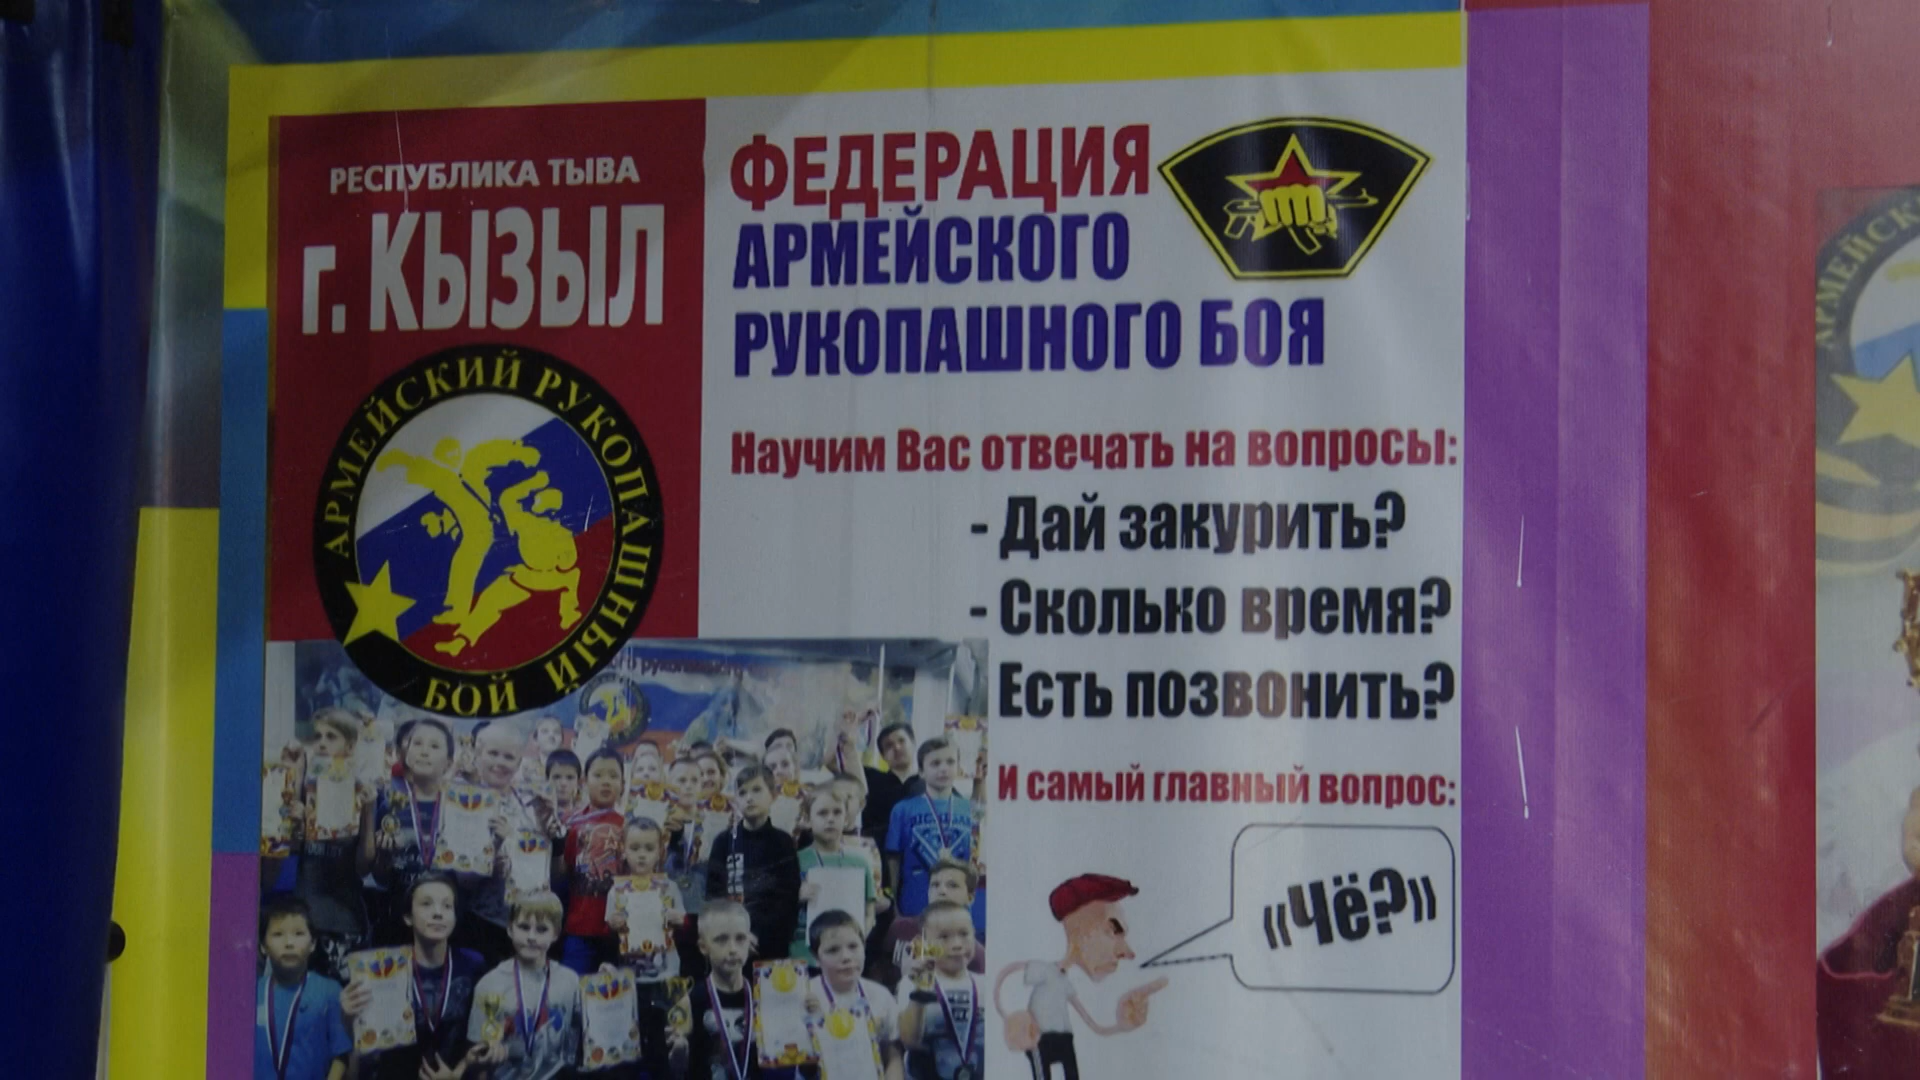 РЕСПУБЛИКА ТЫВА
г. КЫЗЫЛ
АРМЕЙСКИЙ РУКОПАШНЫЙ БОЙ
ФЕДЕРАЦИЯ
АРМЕЙСКОГО
РУКОПАШНОГО БОЯ
Научим Вас отвечать на вопросы:
- Дай закурить?
- Сколько время?
Есть позвонить?
И самый главный вопрос:
«Чё?»